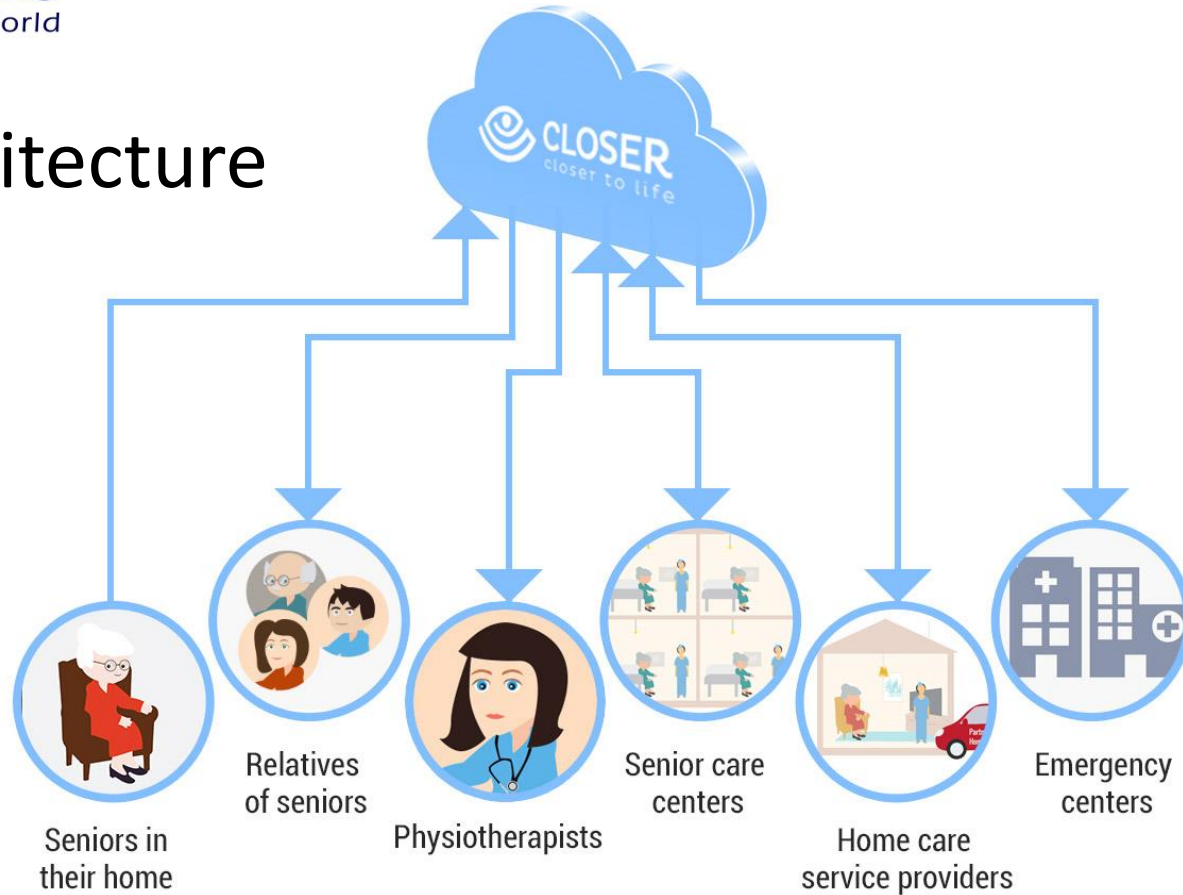 orld
itecture
CLOSER
closer to life
Relatives
of seniors
Senior care
centers
Emergency
centers
Physiotherapists
Seniors in
their home
Home care
service providers